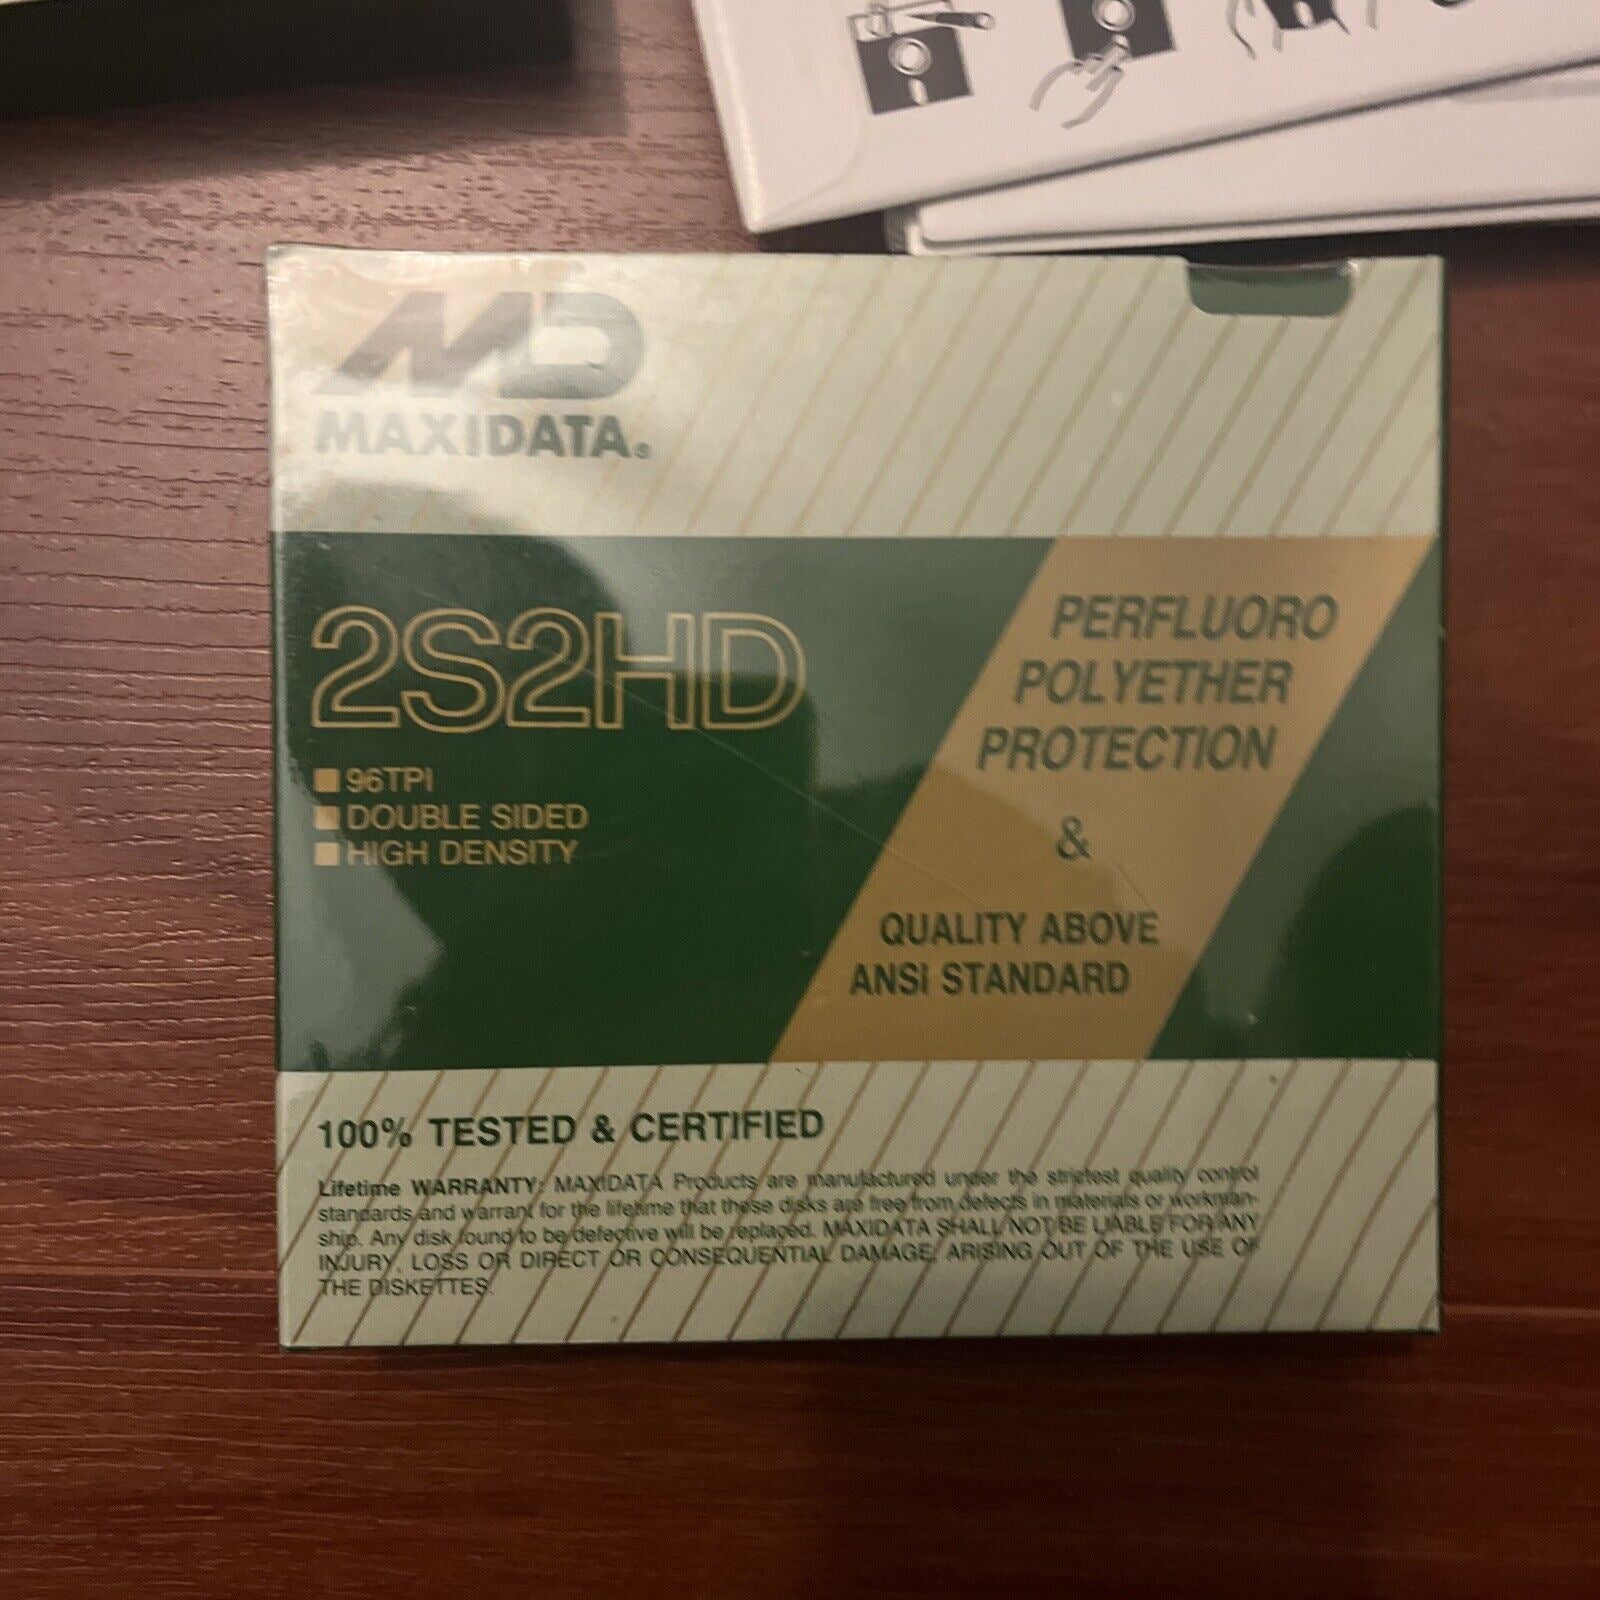 MD
MAXIDATA®
2S2HD
96TPI
DOUBLE SIDED
HIGH DENSITY
PERFLUORO
POLYETHER
PROTECTION
&
QUALITY ABOVE
ANSi STANDARD
100% TESTED & CERTIFIED
Lifetime WARRANTY: MAXIDATA Products are manufactured under the strictest quality control
standards and warrant for the lifetime that these disks are free from defects in materials or workman-
ship. Any disk found to be defective will be replaced. MAXIDATA SHALL NOT BE LIABLE FOR ANY
INJURY, LOSS OR DIRECT OR CONSEQUENTIAL DAMAGE, ARISING OUT OF THE USE OF
THE DISKETTES.